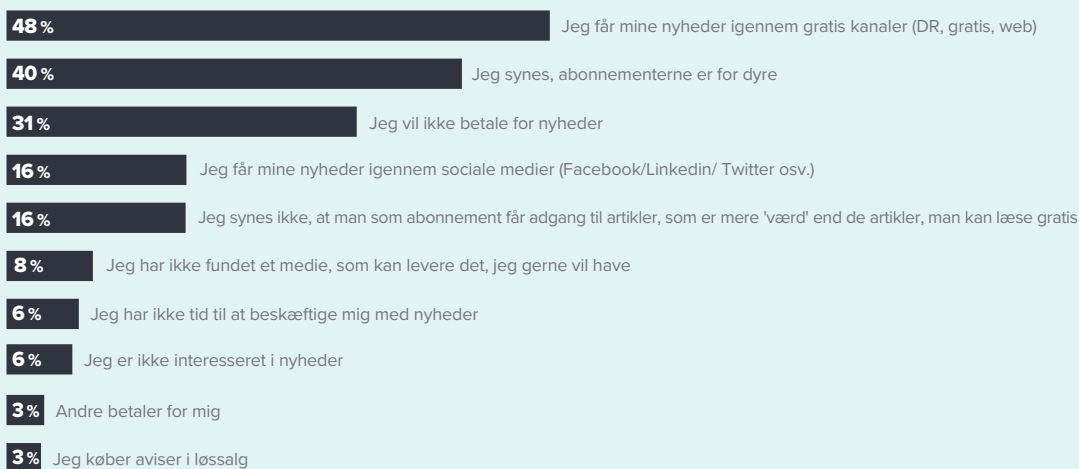 48 % Jeg får mine nyheder igennem gratis kanaler (DR, gratis, web)
40 % Jeg synes, abonnementerne er for dyre
31 % Jeg vil ikke betale for nyheder
16 % Jeg får mine nyheder igennem sociale medier (Facebook/Linkedin/ Twitter osv.)
16 % Jeg synes ikke, at man som abonnement får adgang til artikler, som er mere 'værd' end de artikler, man kan læse gratis
8 % Jeg har ikke fundet et medie, som kan levere det, jeg gerne vil have
6 % Jeg har ikke tid til at beskæftige mig med nyheder
6 % Jeg er ikke interesseret i nyheder
3 % Andre betaler for mig
3 % Jeg køber aviser i løssalg